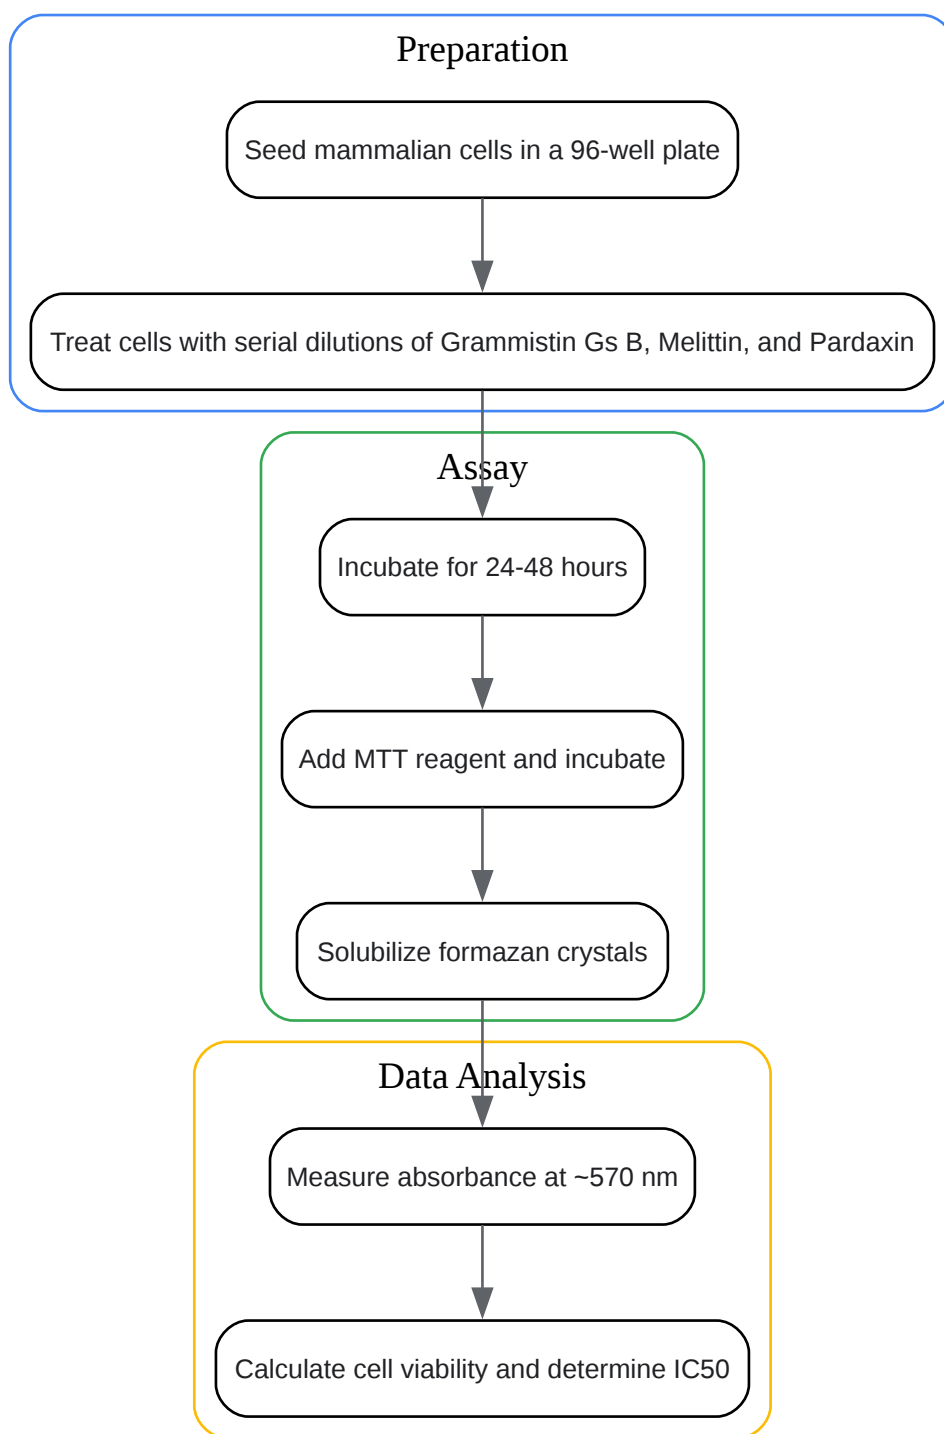 Preparation
Seed mammalian cells in a 96-well plate
Treat cells with serial dilutions of Grammistin Gs B, Melittin, and Pardaxin
Assay
Incubate for 24-48 hours
Add MTT reagent and incubate
Solubilize formazan crystals
Data Analysis
Measure absorbance at ~570 nm
Calculate cell viability and determine IC50